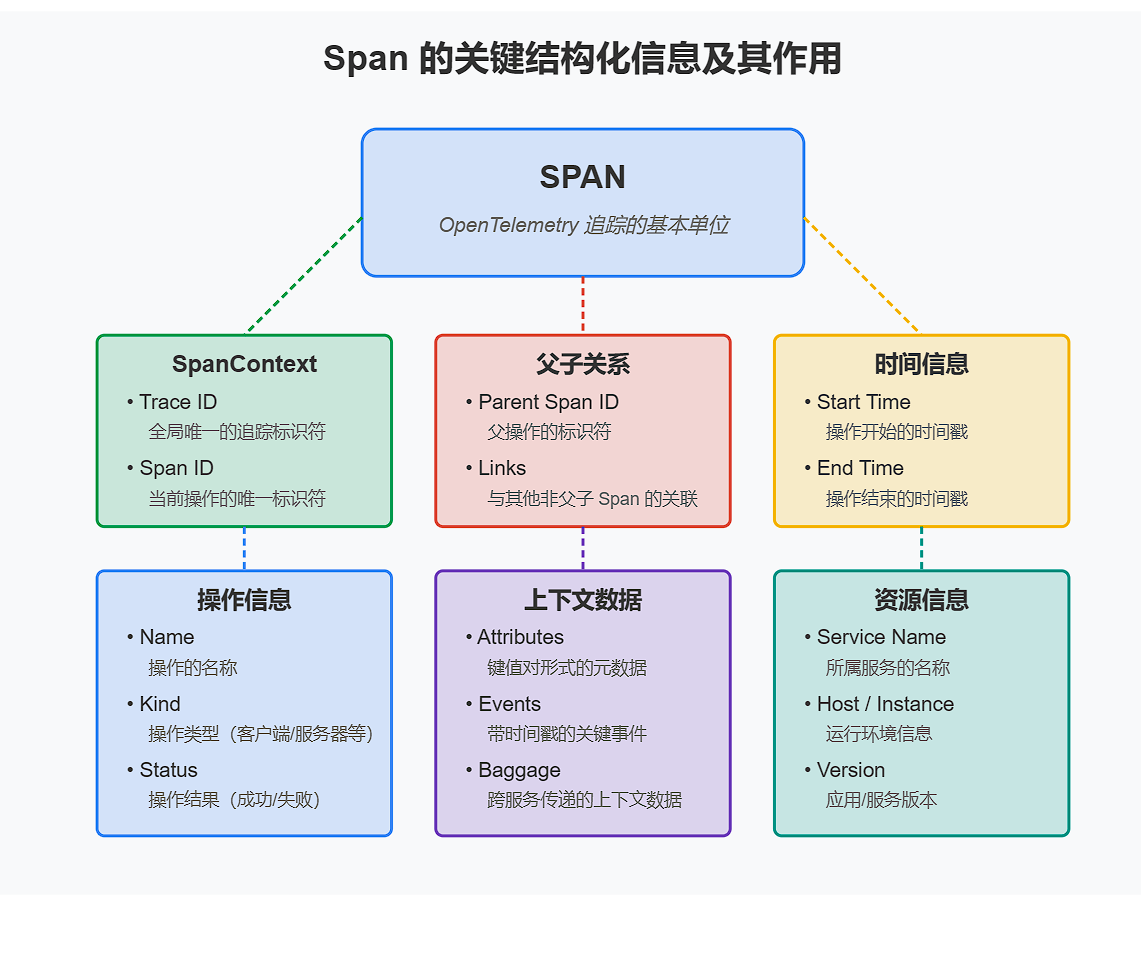 Span 的关键结构化信息及其作用
SPAN
OpenTelemetry 追踪的基本单位
SpanContext
• Trace ID
全局唯一的追踪标识符
• Span ID
当前操作的唯一标识符
父子关系
• Parent Span ID
父操作的标识符
• Links
与其他非父子 Span 的关联
时间信息
• Start Time
操作开始的时间戳
• End Time
操作结束的时间戳
操作信息
• Name
操作的名称
• Kind
操作类型（客户端/服务器等）
• Status
操作结果（成功/失败）
上下文数据
• Attributes
键值对形式的元数据
• Events
带时间戳的关键事件
• Baggage
跨服务传递的上下文数据
资源信息
• Service Name
所属服务的名称
• Host / Instance
运行环境信息
• Version
应用/服务版本